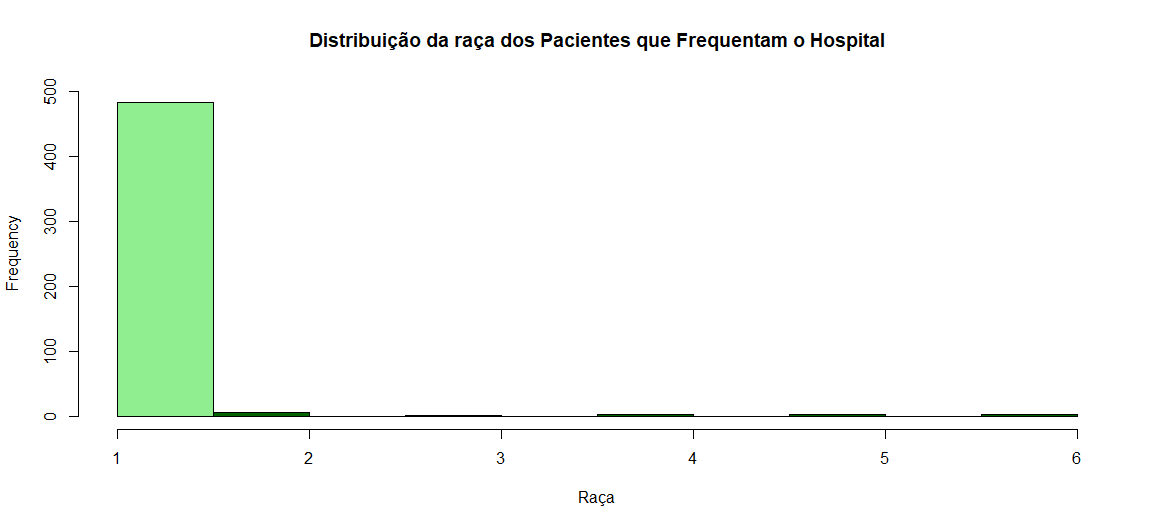 Distribuição da raça dos Pacientes que Frequentam o Hospital
Frequency
500
400
300
200
100
0
1 2 3 4 5 6
Raça